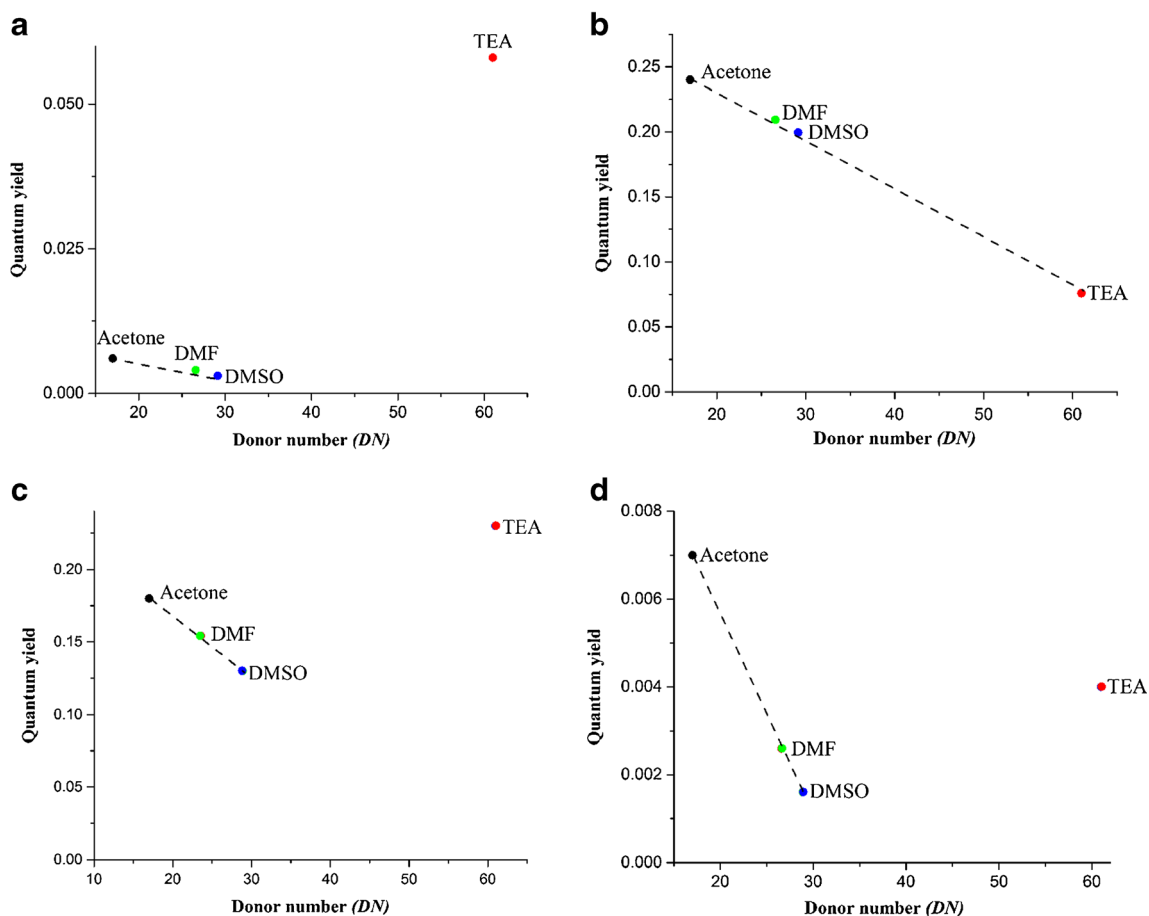 a
TEA
0.050
0.025
0.000
Quantum yield
Acetone
DMF
DMSO
20 30 40 50 60
Donor number (DN)
b
0.25
0.20
0.15
0.10
0.05
0.00
Quantum yield
Acetone
DMF
DMSO
TEA
20 30 40 50 60
Donor number (DN)
c
0.20
0.15
0.10
0.05
0.00
Quantum yield
TEA
Acetone
DMF
DMSO
10 20 30 40 50 60
Donor number (DN)
d
0.008
0.006
0.004
0.002
0.000
Quantum yield
Acetone
TEA
DMF
DMSO
20 30 40 50 60
Donor number (DN)